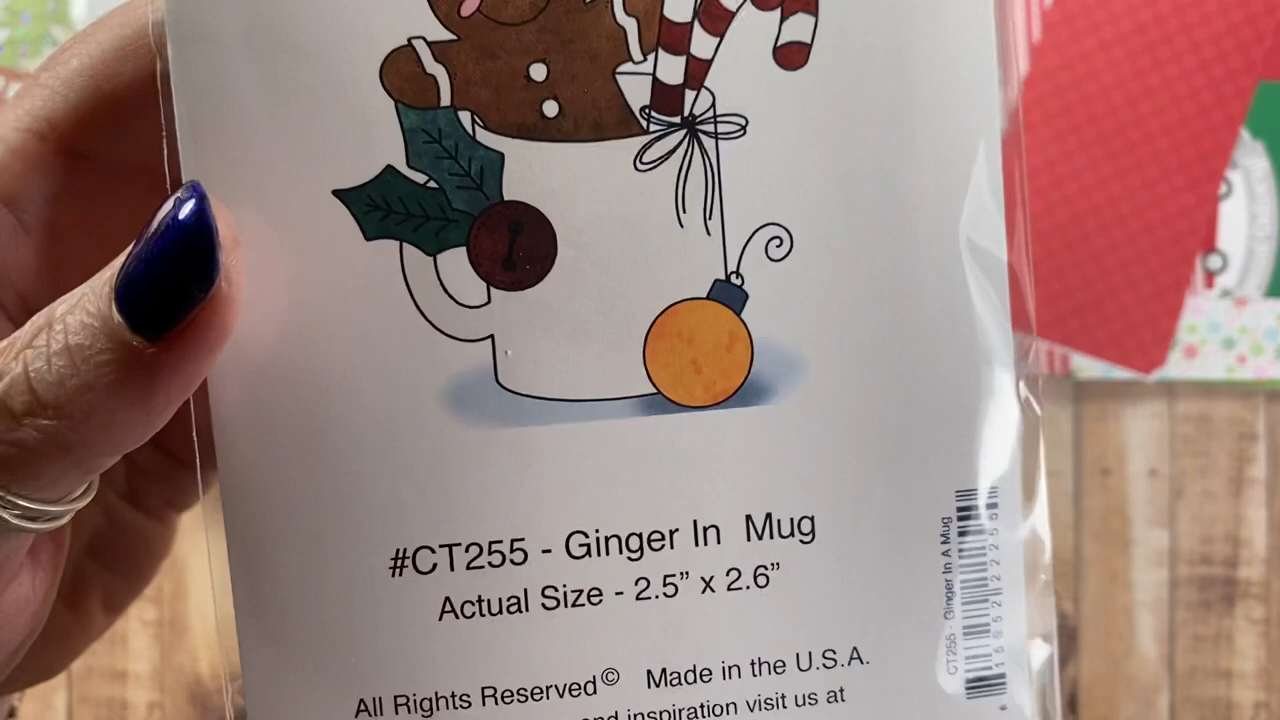 #CT255 - Ginger In Mug
Actual Size - 2.5” x 2.6”
All Rights Reserved© Made in the U.S.A.
and inspiration visit us at
CT255 - Ginger In A Mug